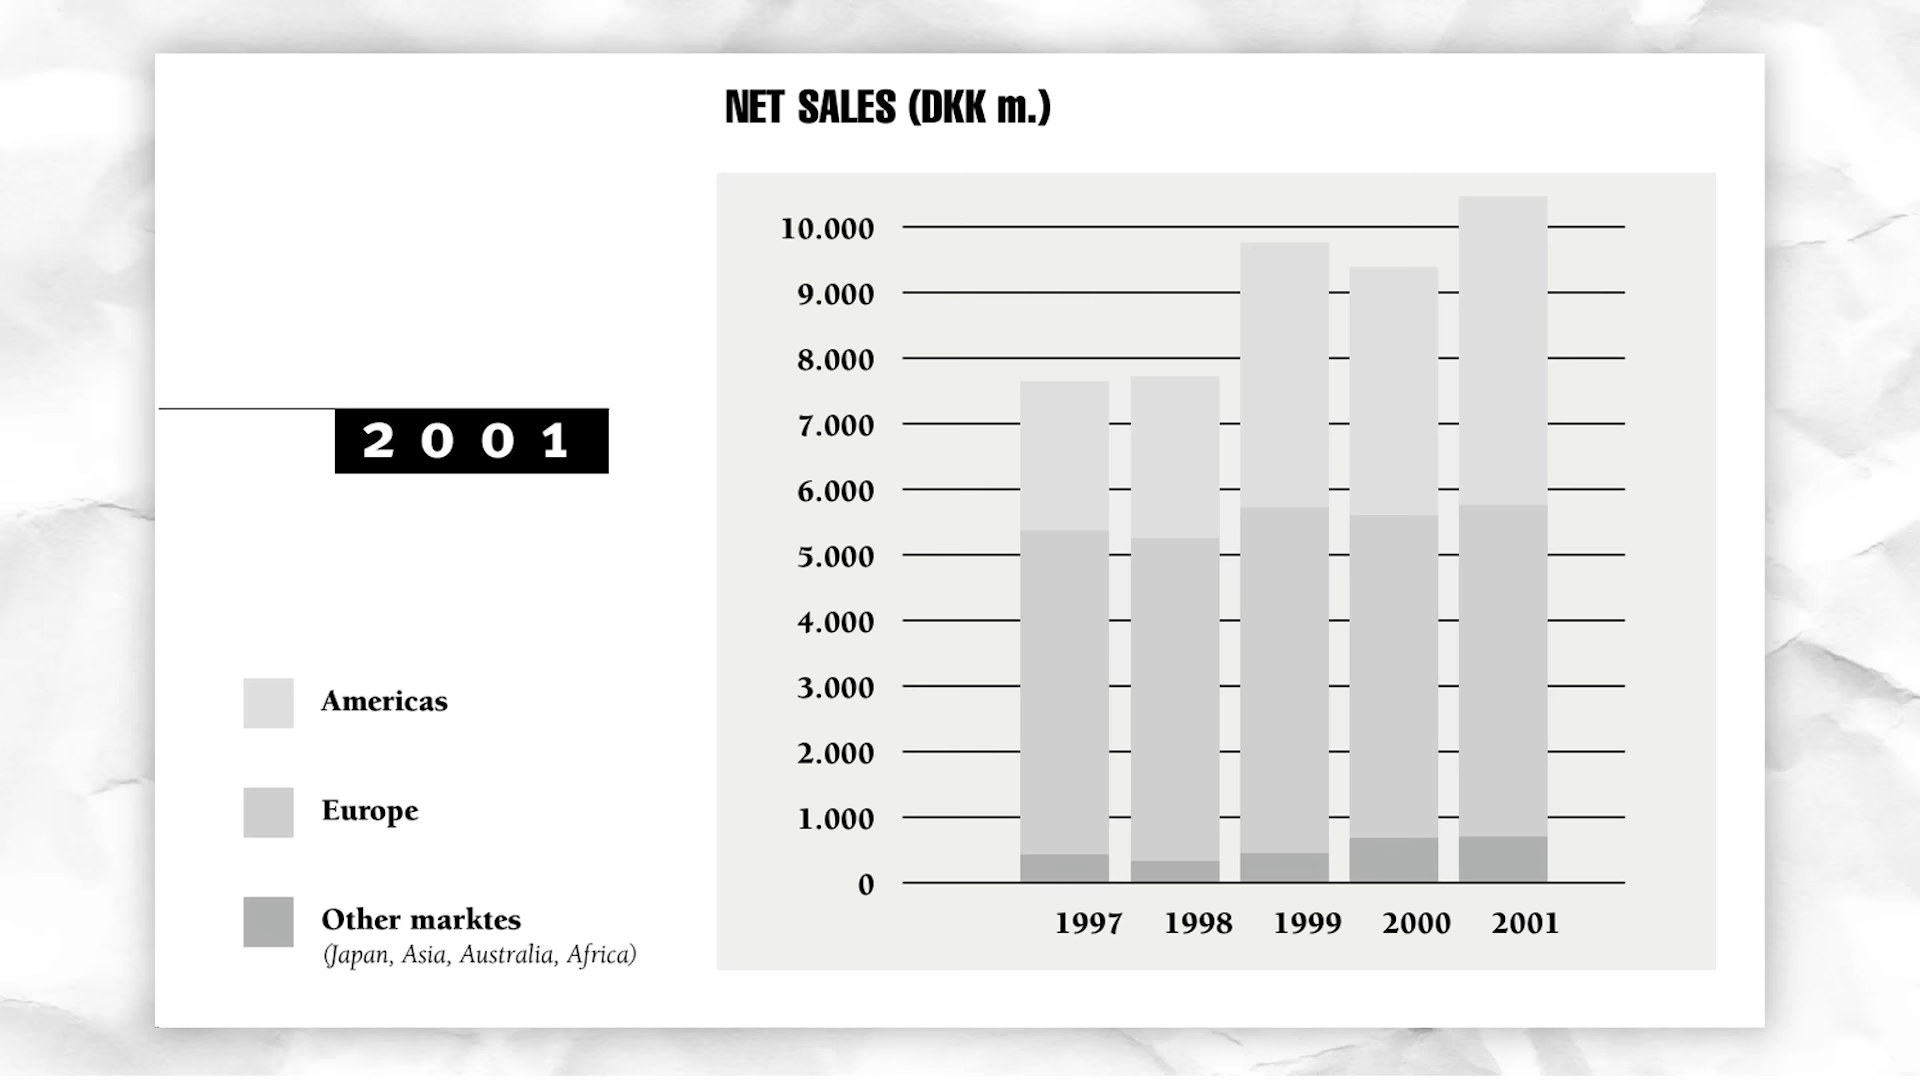 NET SALES (DKK m.)
10.000
9.000
8.000
7.000
6.000
5.000
4.000
3.000
2.000
1.000
0
1997 1998 1999 2000 2001
2001
Americas
Europe
Other marktes
(Japan, Asia, Australia, Africa)